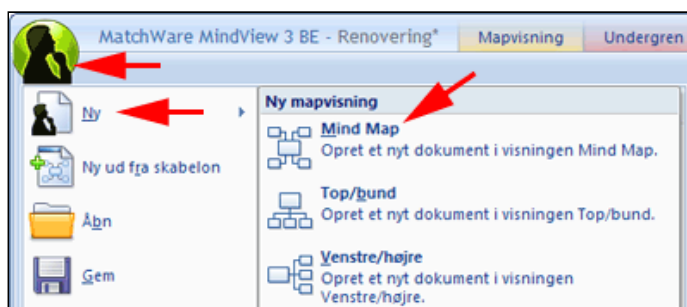 MatchWare MindView 3 BE - Renovering* Mapvisning Undergren
Ny
Ny ud fra skabelon
Åbn
Gem
Ny mapvisning
Mind Map
Opret et nyt dokument i visningen Mind Map.
Top/bund
Opret et nyt dokument i visningen Top/bund.
Venstre/højre
Opret et nyt dokument i visningen
Venstre/højre.